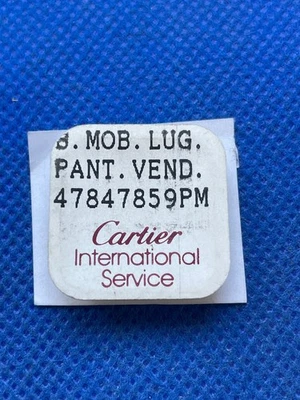 B. MOB. LUG.
PANT. VEND.
47847859PM
Cartier
International
Service